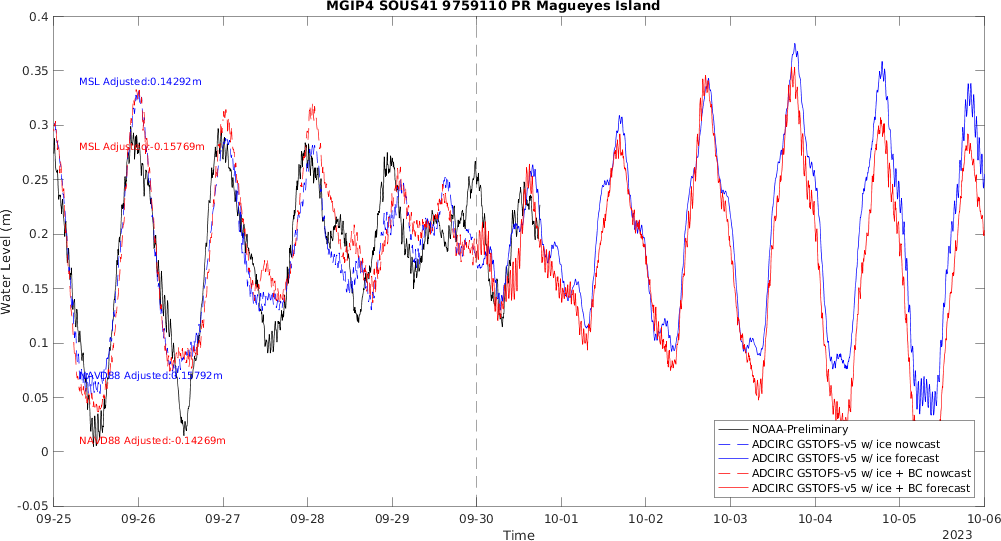 MGIP4 SOUS41 9759110 PR Magueyes Island
0.4
0.35
0.3
0.25
0.2
0.15
0.1
0.05
0
-0.05
Water Level (m)
MSL Adjusted:0.14292m
MSL Adjusted:-0.15769m
NAVD88 Adjusted:0.15792m
NAVD88 Adjusted:-0.14269m
NOAA-Preliminary
ADCIRC GSTOFS-v5 w/ ice nowcast
ADCIRC GSTOFS-v5 w/ ice forecast
ADCIRC GSTOFS-v5 w/ ice + BC nowcast
ADCIRC GSTOFS-v5 w/ ice + BC forecast
09-25 09-26 09-27 09-28 09-29 09-30 10-01 10-02 10-03 10-04 10-05 10-06
Time
2023